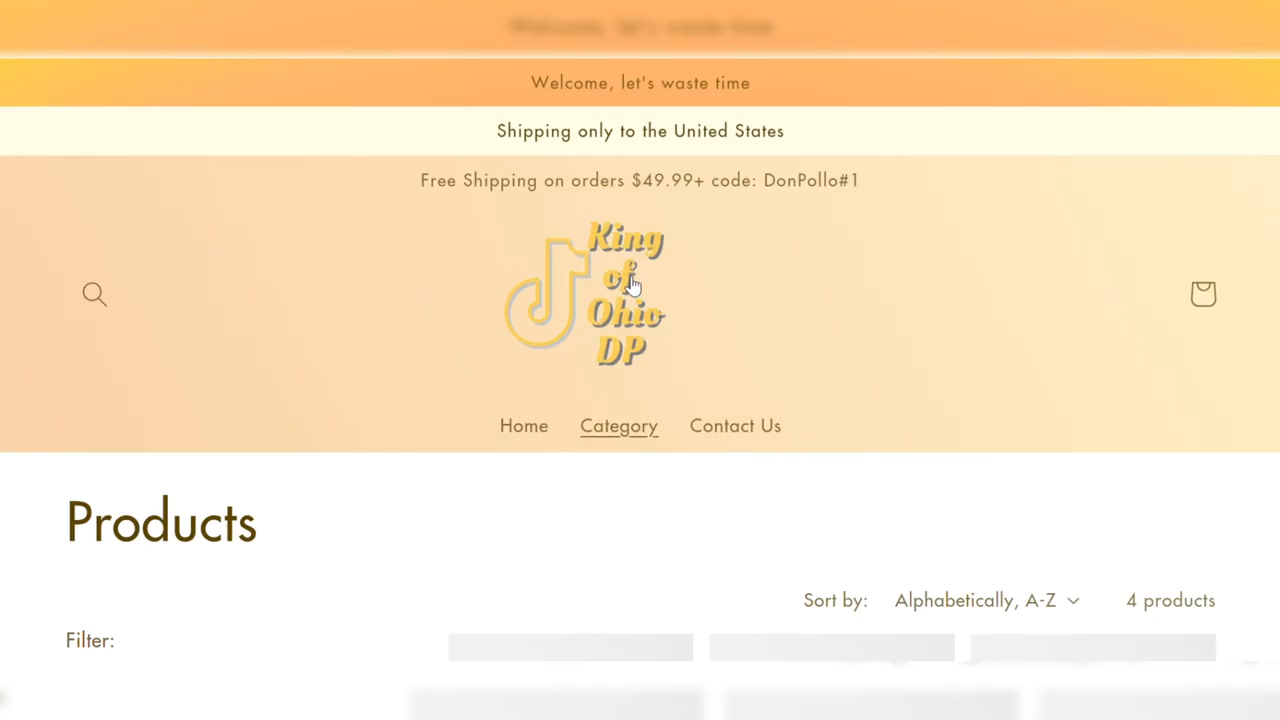 Welcome, let's waste time
Welcome, let's waste time
Shipping only to the United States
Free Shipping on orders $49.99+ code: DonPollo#1
King
of
Ohio
DP
Home Category Contact Us
Products
Sort by: Alphabetically, A-Z 4 products
Filter: